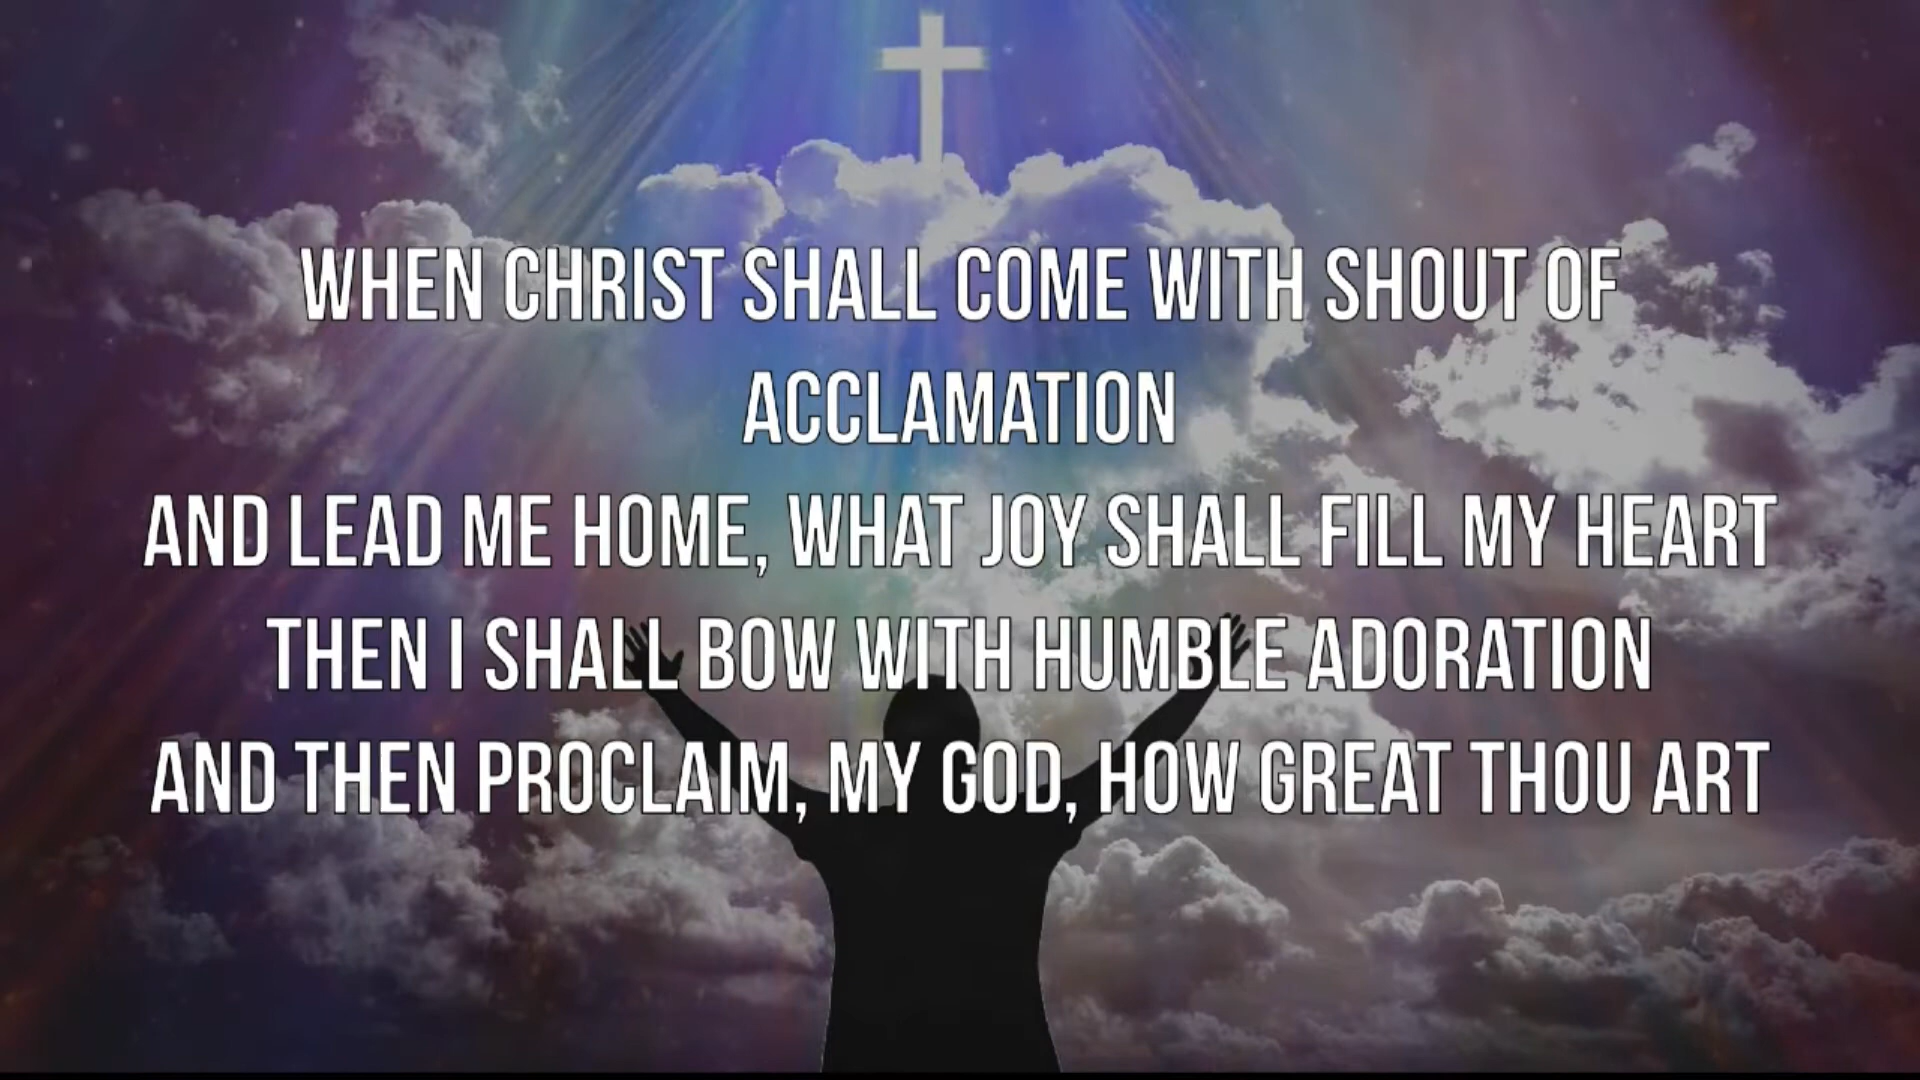 WHEN CHRIST SHALL COME WITH SHOUT OF
ACCLAMATION
AND LEAD ME HOME, WHAT JOY SHALL FILL MY HEART
THEN I SHALL BOW WITH HUMBLE ADORATION
AND THEN PROCLAIM, MY GOD, HOW GREAT THOU ART